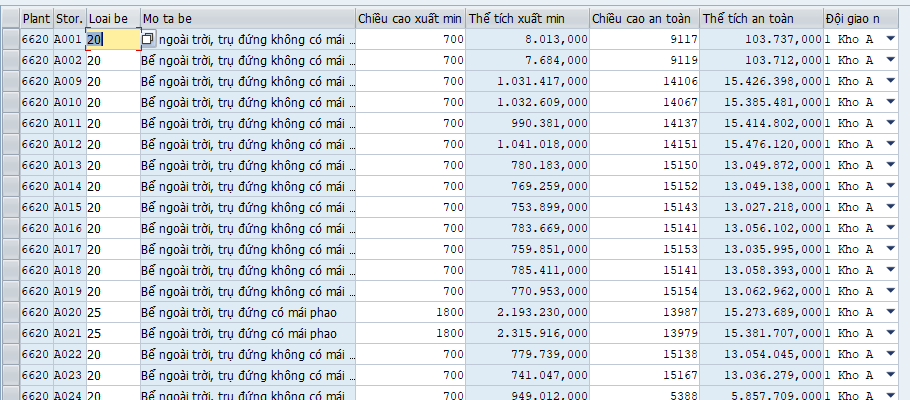 Plant Stor. Loai be Mo ta be Chiều cao xuất min Thể tích xuất min Chiều cao an toàn Thể tích an toàn Đội giao n
6620 A001 20 ngoài trời, trụ đứng không có mái ... 700 8.013,000 9117 103.737,000 1 Kho A
6620 A002 20 Bể ngoài trời, trụ đứng không có mái ... 700 7.684,000 9119 103.712,000 1 Kho A
6620 A009 20 Bể ngoài trời, trụ đứng không có mái ... 700 1.031.417,000 14106 15.426.398,000 1 Kho A
6620 A010 20 Bể ngoài trời, trụ đứng không có mái ... 700 1.032.609,000 14067 15.385.481,000 1 Kho A
6620 A011 20 Bể ngoài trời, trụ đứng không có mái ... 700 990.381,000 14137 15.414.802,000 1 Kho A
6620 A012 20 Bể ngoài trời, trụ đứng không có mái ... 700 1.041.018,000 14151 15.476.120,000 1 Kho A
6620 A013 20 Bể ngoài trời, trụ đứng không có mái ... 700 780.183,000 15150 13.049.872,000 1 Kho A
6620 A014 20 Bể ngoài trời, trụ đứng không có mái ... 700 769.259,000 15152 13.049.138,000 1 Kho A
6620 A015 20 Bể ngoài trời, trụ đứng không có mái ... 700 753.899,000 15143 13.027.218,000 1 Kho A
6620 A016 20 Bể ngoài trời, trụ đứng không có mái ... 700 783.669,000 15141 13.056.102,000 1 Kho A
6620 A017 20 Bể ngoài trời, trụ đứng không có mái ... 700 759.851,000 15153 13.035.995,000 1 Kho A
6620 A018 20 Bể ngoài trời, trụ đứng không có mái ... 700 785.411,000 15141 13.058.393,000 1 Kho A
6620 A019 20 Bể ngoài trời, trụ đứng không có mái ... 700 770.953,000 15154 13.062.962,000 1 Kho A
6620 A020 25 Bể ngoài trời, trụ đứng có mái phao 1800 2.193.230,000 13987 15.273.689,000 1 Kho A
6620 A021 25 Bể ngoài trời, trụ đứng có mái phao 1800 2.315.916,000 13979 15.381.707,000 1 Kho A
6620 A022 20 Bể ngoài trời, trụ đứng không có mái ... 700 779.739,000 15138 13.054.045,000 1 Kho A
6620 A023 20 Bể ngoài trời, trụ đứng không có mái ... 700 741.047,000 15167 13.036.279,000 1 Kho A
6620 A024 20 Bể ngoài trời, trụ đứng không có mái ... 700 949.012,000 5388 5.857.709,000 1 Kho A